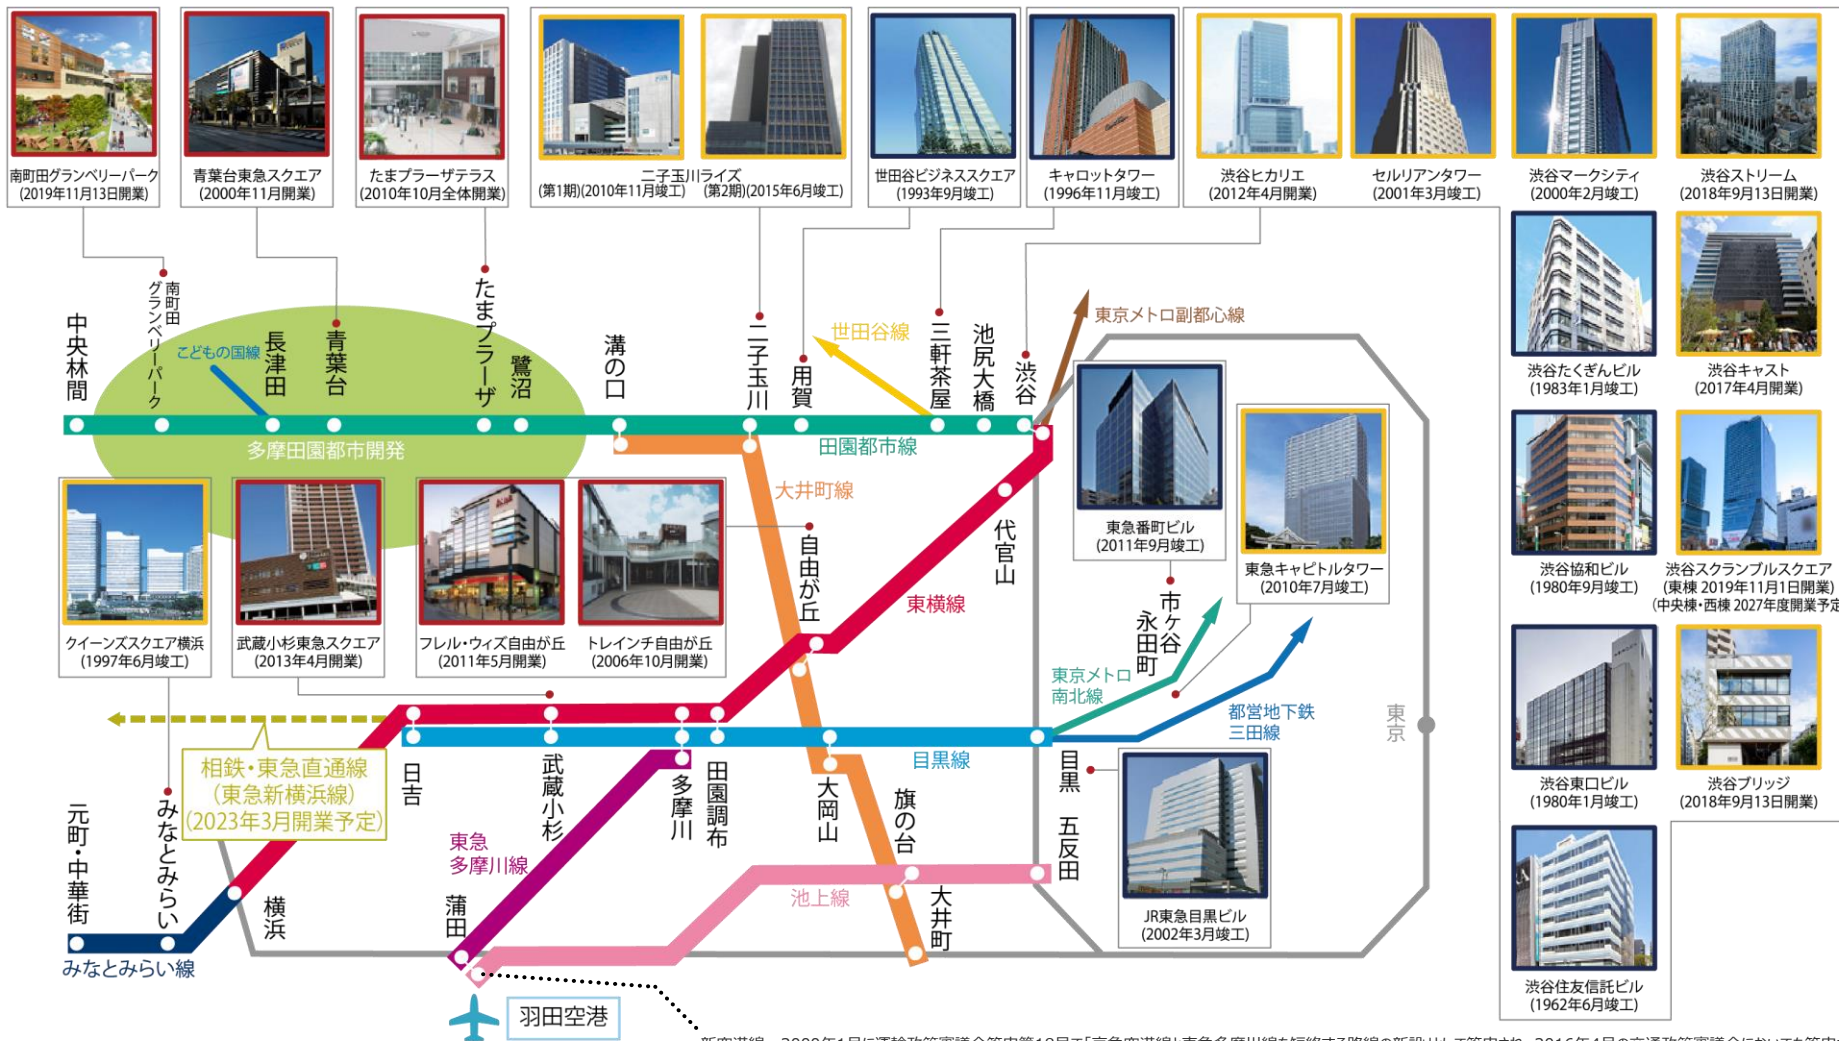 南町田グランベリーパーク
(2019年11月13日開業)
青葉台東急スクエア
(2000年11月開業)
たまプラーザテラス
(2010年10月全体開業)
二子玉川ライズ
(第1期)(2010年11月竣工)
(第2期)(2015年6月竣工)
世田谷ビジネススクエア
(1993年9月竣工)
キャロットタワー
(1996年11月竣工)
渋谷ヒカリエ
(2012年4月開業)
セルリアンタワー
(2001年3月竣工)
渋谷マークシティ
(2000年2月竣工)
渋谷ストリーム
(2018年9月13日開業)
渋谷たくぎんビル
(1983年1月竣工)
渋谷キャスト
(2017年4月開業)
渋谷協和ビル
(1980年9月竣工)
渋谷スクランブルスクエア
(東棟 2019年11月1日開業)
(中央棟・西棟 2027年度開業予定
渋谷東口ビル
(1980年1月竣工)
渋谷ブリッジ
(2018年9月13日開業)
渋谷住友信託ビル
(1962年6月竣工)
中央林間
南町田
グランベリーパーク
こどもの国線
長津田
青葉台
たまプラーザ
鷺沼
溝の口
二子玉川
用賀
世田谷線
三軒茶屋
池尻大橋
渋谷
東京メトロ副都心線
多摩田園都市開発
田園都市線
大井町線
代官山
自由が丘
東横線
東急番町ビル
(2011年9月竣工)
東急キャピトルタワー
(2010年7月竣工)
市ヶ谷
永田町
東京メトロ
南北線
都営地下鉄
三田線
東京
クイーンズスクエア横浜
(1997年6月竣工)
武蔵小杉東急スクエア
(2013年4月開業)
フレル・ウィズ自由が丘
(2011年5月開業)
トレインチ自由が丘
(2006年10月開業)
相鉄・東急直通線
(東急新横浜線)
(2023年3月開業予定)
日吉
武蔵小杉
多摩川
田園調布
大岡山
目黒線
目黒
旗の台
五反田
JR東急目黒ビル
(2002年3月竣工)
東急
多摩川線
池上線
蒲田
大井町
元町・中華街
みなとみらい
横浜
みなとみらい線
羽田空港